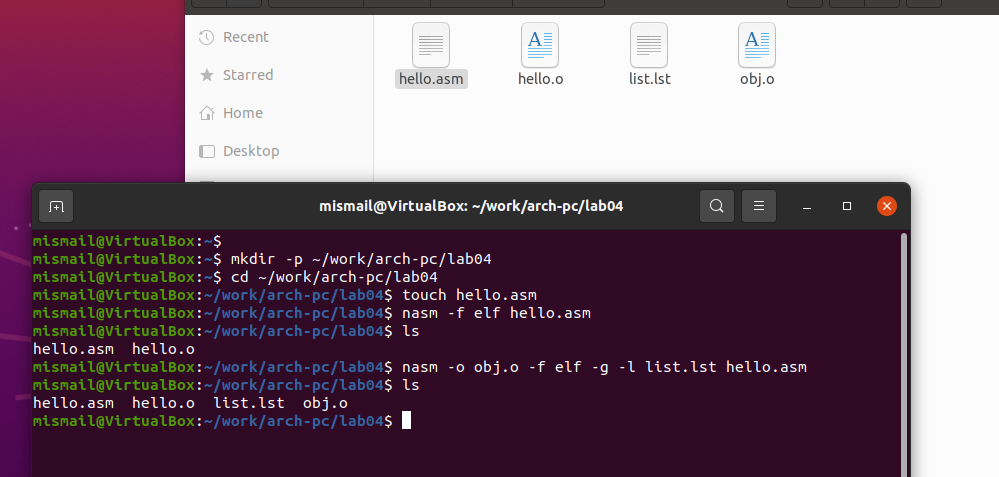 Recent
Starred
Home
Desktop
hello.asm
hello.o
list.lst
obj.o
mismail@VirtualBox: ~/work/arch-pc/lab04
mismail@VirtualBox:~$
mismail@VirtualBox:~$ mkdir -p ~/work/arch-pc/lab04
mismail@VirtualBox:~$ cd ~/work/arch-pc/lab04
mismail@VirtualBox:~/work/arch-pc/lab04$ touch hello.asm
mismail@VirtualBox:~/work/arch-pc/lab04$ nasm -f elf hello.asm
mismail@VirtualBox:~/work/arch-pc/lab04$ ls
hello.asm  hello.o
mismail@VirtualBox:~/work/arch-pc/lab04$ nasm -o obj.o -f elf -g -l list.lst hello.asm
mismail@VirtualBox:~/work/arch-pc/lab04$ ls
hello.asm  hello.o  list.lst  obj.o
mismail@VirtualBox:~/work/arch-pc/lab04$